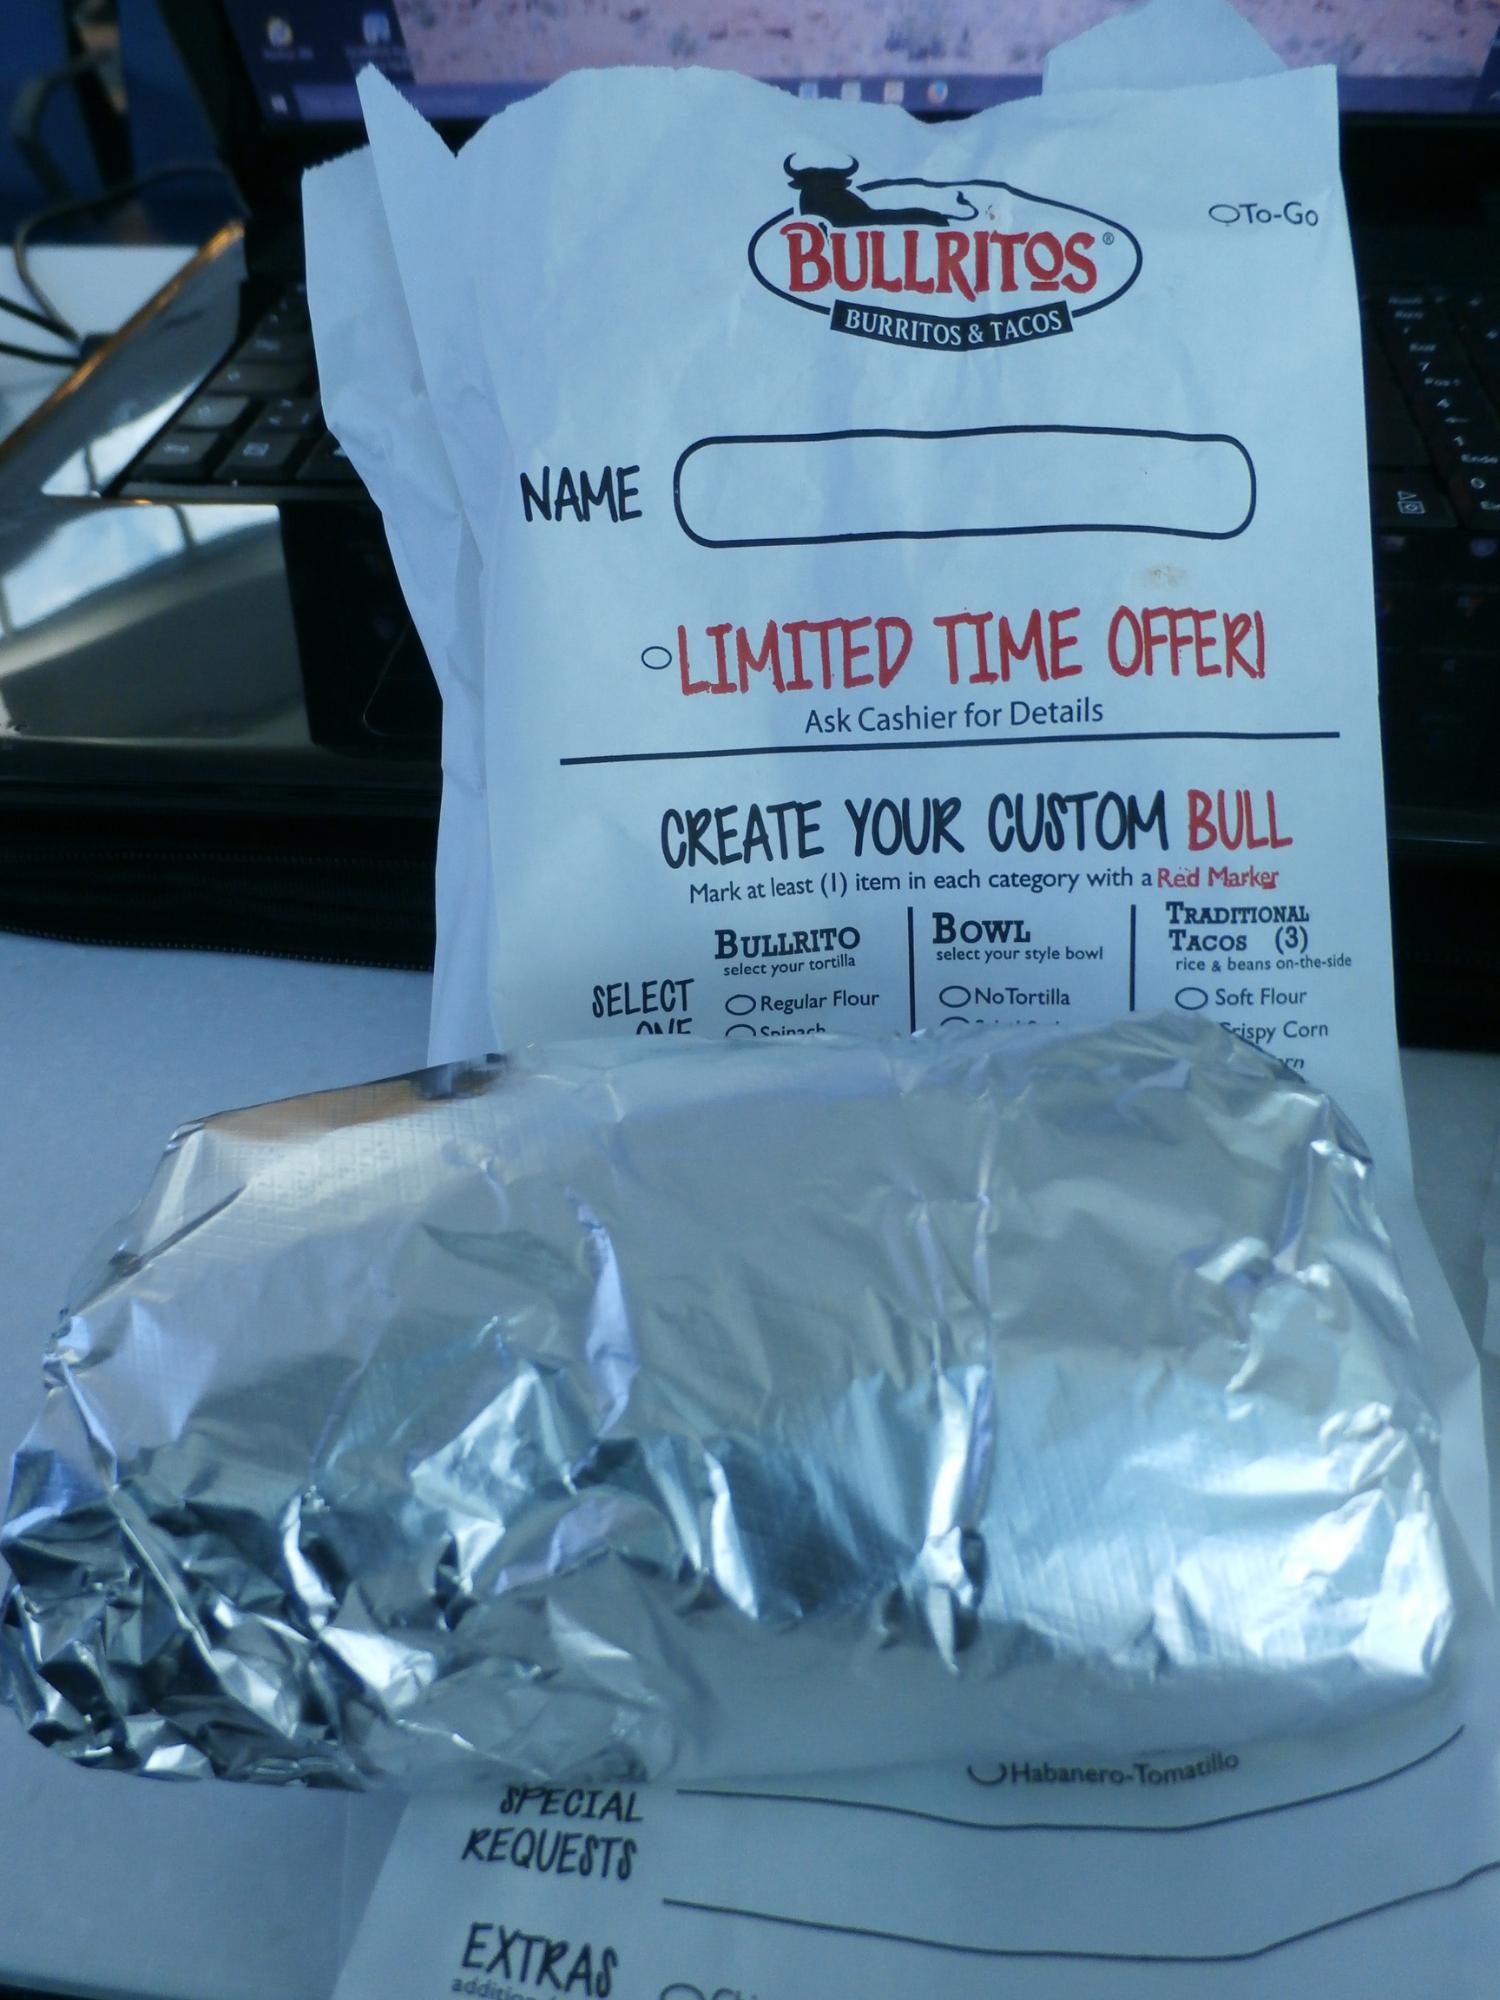 To-Go
BULLRITOS®
BURRITOS & TACOS
NAME
LIMITED TIME OFFER!
Ask Cashier for Details
CREATE YOUR CUSTOM BULL
Mark at least (1) item in each category with a Red Marker
SELECT
ONE
BULLRITO
select your tortilla
Regular Flour
Spinach
BOWL
select your style bowl
No Tortilla
TRADITIONAL
TACOS (3)
rice & beans on-the-side
Soft Flour
Crispy Corn
Habanero-Tomatillo
SPECIAL
REQUESTS
EXTRAS